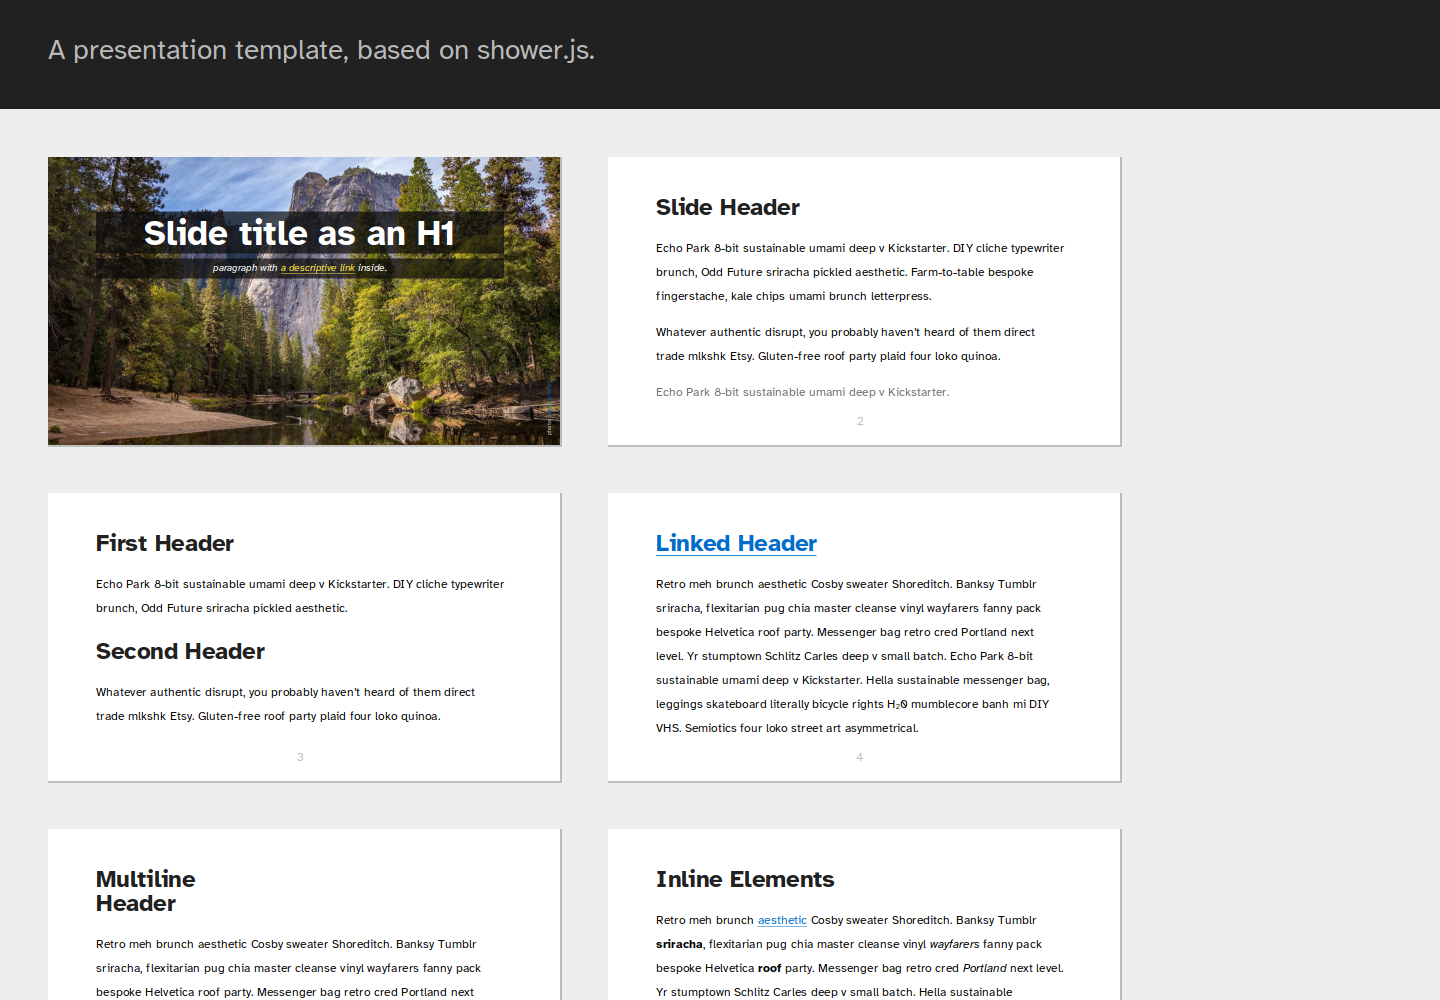 A presentation template, based on shower.js.
Slide title as an H1
paragraph with a descriptive link inside.
Slide Header
Echo Park 8-bit sustainable umami deep v Kickstarter. DIY cliche typewriter
brunch, Odd Future sriracha pickled aesthetic. Farm-to-table bespoke
fingerstache, kale chips umami brunch letterpress.
Whatever authentic disrupt, you probably haven't heard of them direct
trade mlkshk Etsy. Gluten-free roof party plaid four loko quinoa.
Echo Park 8-bit sustainable umami deep v Kickstarter.
2
First Header
Echo Park 8-bit sustainable umami deep v Kickstarter. DIY cliche typewriter
brunch, Odd Future sriracha pickled aesthetic.
Second Header
Whatever authentic disrupt, you probably haven't heard of them direct
trade mlkshk Etsy. Gluten-free roof party plaid four loko quinoa.
3
Linked Header
Retro meh brunch aesthetic Cosby sweater Shoreditch. Banksy Tumblr
sriracha, flexitarian pug chia master cleanse vinyl wayfarers fanny pack
bespoke Helvetica roof party. Messenger bag retro cred Portland next
level. Yr stumptown Schlitz Carles deep v small batch. Echo Park 8-bit
sustainable umami deep v Kickstarter. Hella sustainable messenger bag,
leggings skateboard literally bicycle rights H₂0 mumblecore banh mi DIY
VHS. Semiotics four loko street art asymmetrical.
4
Multiline
Header
Retro meh brunch aesthetic Cosby sweater Shoreditch. Banksy Tumblr
sriracha, flexitarian pug chia master cleanse vinyl wayfarers fanny pack
bespoke Helvetica roof party. Messenger bag retro cred Portland next
Inline Elements
Retro meh brunch aesthetic Cosby sweater Shoreditch. Banksy Tumblr
sriracha, flexitarian pug chia master cleanse vinyl wayfarers fanny pack
bespoke Helvetica roof party. Messenger bag retro cred Portland next level.
Yr stumptown Schlitz Carles deep v small batch. Hella sustainable